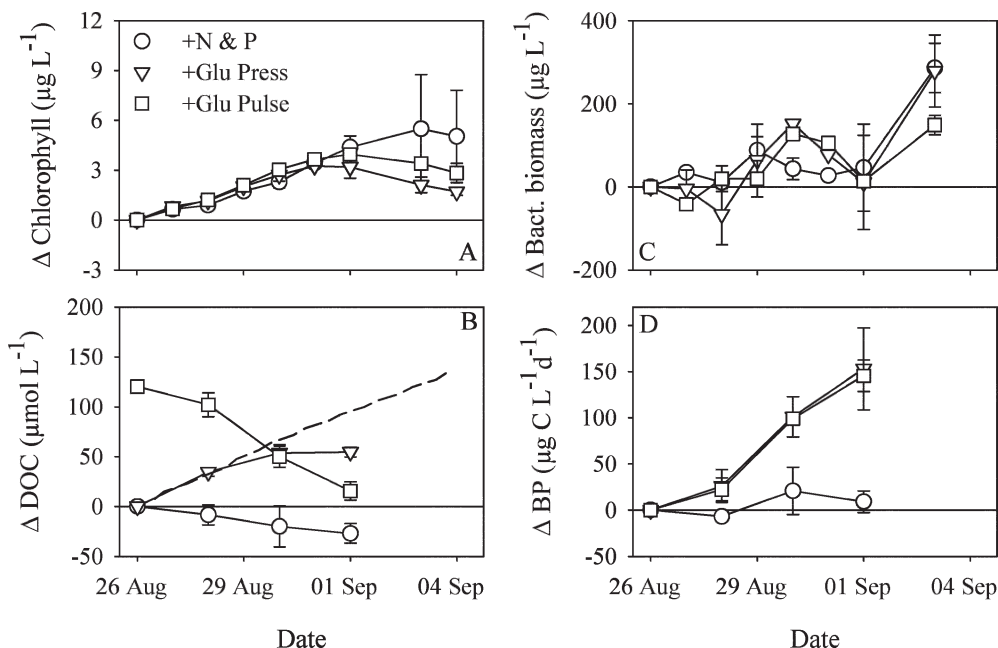 Δ Chlorophyll (µg L⁻¹)
12
9
6
3
0
-3
+N & P
+Glu Press
+Glu Pulse
A
Δ Bact. biomass (µg L⁻¹)
400
200
0
-200
C
Δ DOC (µmol L⁻¹)
200
150
100
50
0
-50
B
26 Aug
29 Aug
01 Sep
04 Sep
Date
Δ BP (µg C L⁻¹d⁻¹)
200
150
100
50
0
-50
D
26 Aug
29 Aug
01 Sep
04 Sep
Date